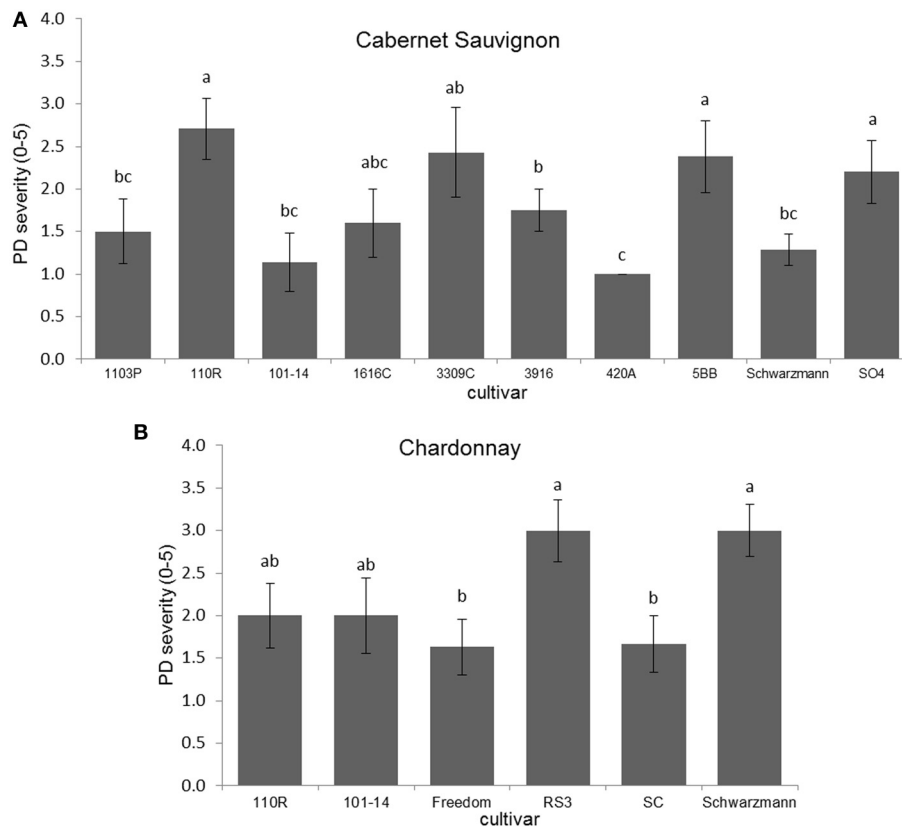 A
Cabernet Sauvignon
PD severity (0-5)
4.0
3.5
3.0
2.5
2.0
1.5
1.0
0.5
0.0
bc
a
bc
abc
ab
b
c
a
bc
a
1103P 110R 101-14 1616C 3309C 3916 420A 5BB Schwarzmann SO4
cultivar
B
Chardonnay
PD severity (0-5)
4.0
3.5
3.0
2.5
2.0
1.5
1.0
0.5
0.0
ab
ab
b
a
b
a
110R 101-14 Freedom RS3 SC Schwarzmann
cultivar